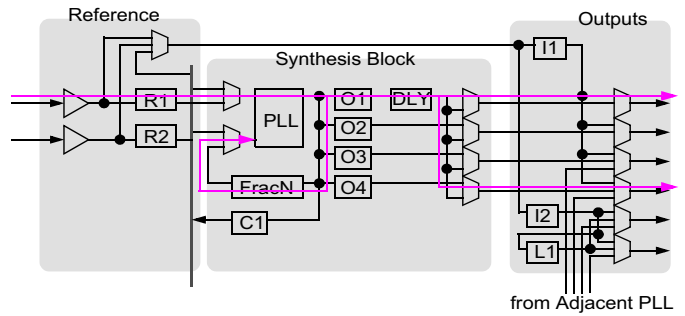 Reference
Outputs
Synthesis Block
I1
R1
O1
DLY
PLL
O2
R2
O3
FracN
O4
C1
I2
L1
from Adjacent PLL